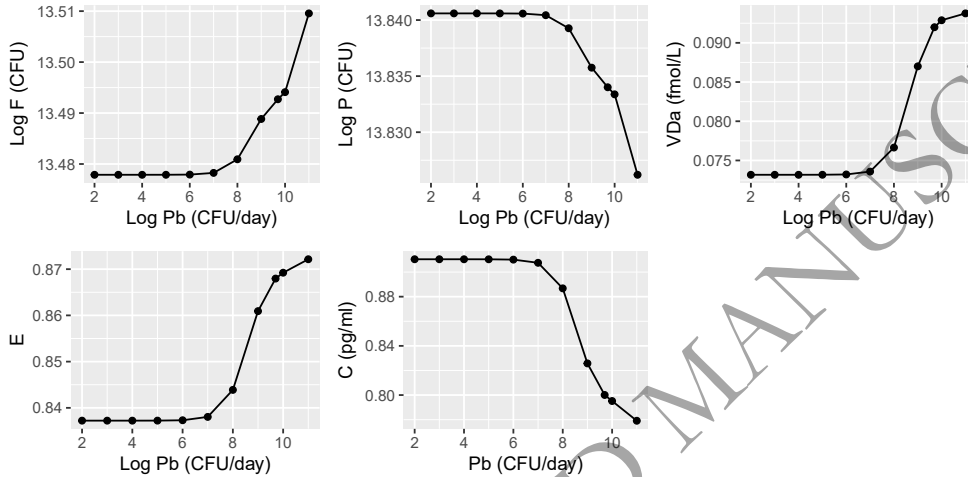 13.51
13.50
13.49
13.48
Log F (CFU)
2 4 6 8 10
Log Pb (CFU/day)
13.840
13.835
13.830
Log P (CFU)
2 4 6 8 10
Log Pb (CFU/day)
0.090
0.085
0.080
0.075
VDa (fmol/L)
2 4 6 8 10
Log Pb (CFU/day)
0.87
0.86
0.85
0.84
E
2 4 6 8 10
Log Pb (CFU/day)
0.88
0.84
0.80
C (pg/ml)
2 4 6 8 10
Pb (CFU/day)